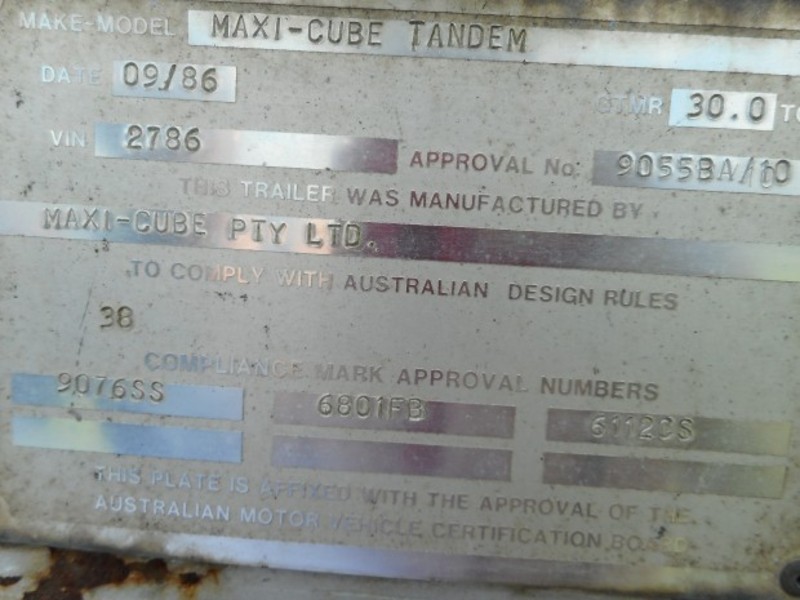 MAKE-MODEL MAXI-CUBE TANDEM
DATE 09/86 GTMR 30.0 TO
VIN 2786 APPROVAL No. 9055BA/10
THIS TRAILER WAS MANUFACTURED BY
MAXI-CUBE PTY LTD.
TO COMPLY WITH AUSTRALIAN DESIGN RULES
38
COMPLIANCE MARK APPROVAL NUMBERS
9076SS 6801FB 6112CS
THIS PLATE IS AFFIXED WITH THE APPROVAL OF THE
AUSTRALIAN MOTOR VEHICLE CERTIFICATION BOARD